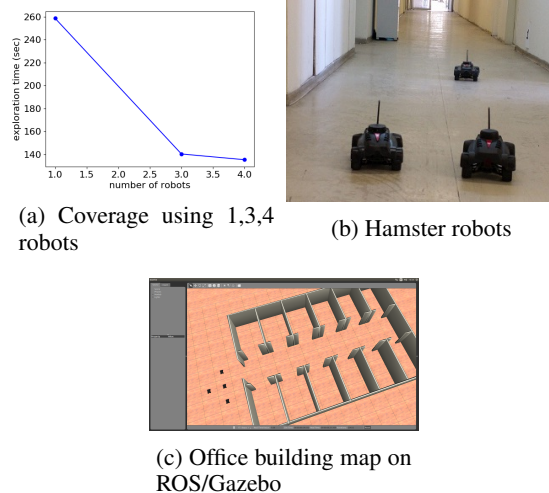 260
240
220
200
180
160
140
exploration time (sec)
1.0 1.5 2.0 2.5 3.0 3.5 4.0
number of robots
(a) Coverage using 1,3,4
robots
(b) Hamster robots
(c) Office building map on
ROS/Gazebo